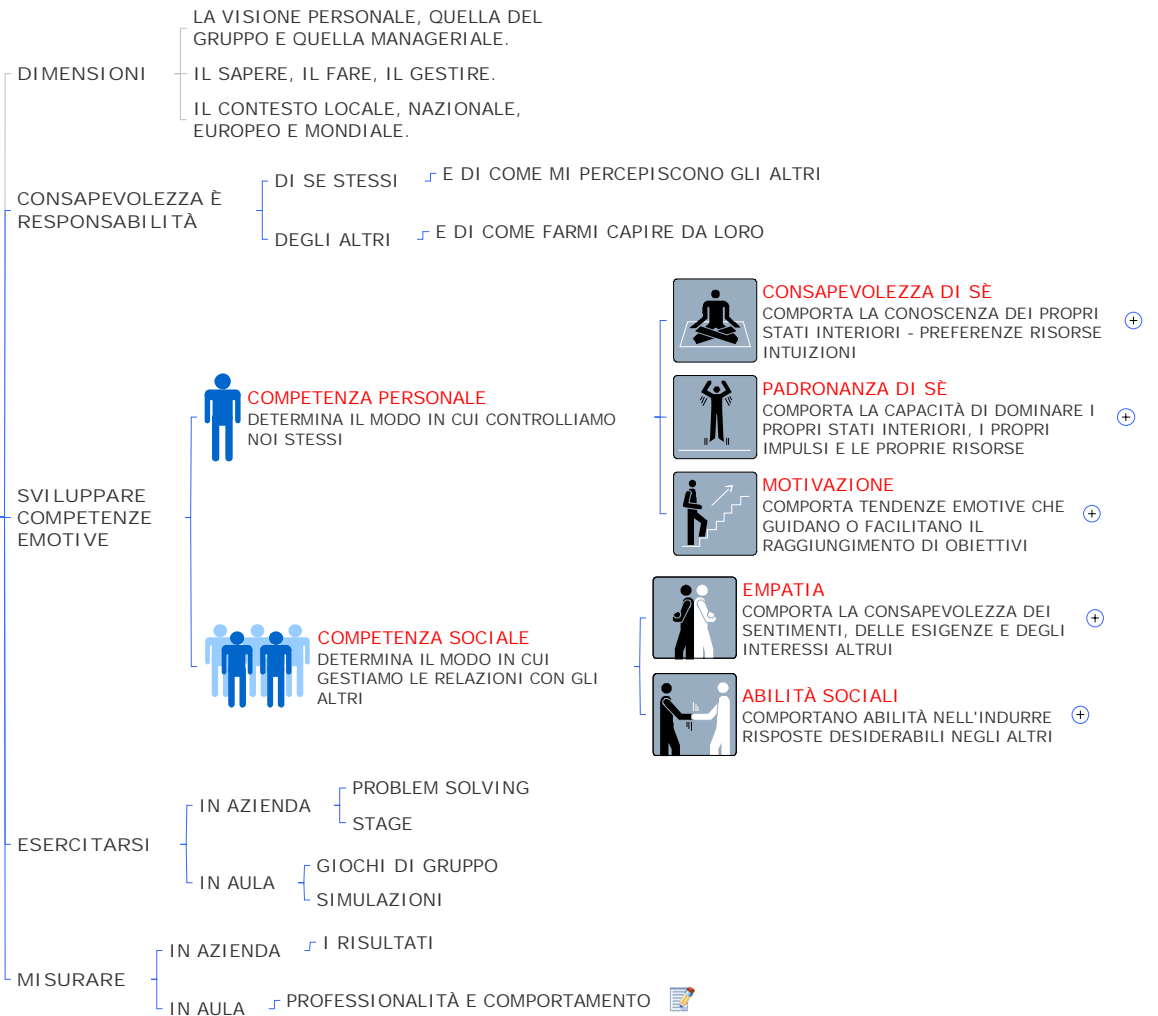 LA VISIONE PERSONALE, QUELLA DEL
GRUPPO E QUELLA MANAGERIALE.
DIMENSIONI
IL SAPERE, IL FARE, IL GESTIRE.
IL CONTESTO LOCALE, NAZIONALE,
EUROPEO E MONDIALE.
CONSAPEVOLEZZA È
RESPONSABILITÀ
DI SE STESSI
E DI COME MI PERCEPISCONO GLI ALTRI
DEGLI ALTRI
E DI COME FARMI CAPIRE DA LORO
SVILUPPARE
COMPETENZE
EMOTIVE
COMPETENZA PERSONALE
DETERMINA IL MODO IN CUI CONTROLLIAMO
NOI STESSI
CONSAPEVOLEZZA DI SÈ
COMPORTA LA CONOSCENZA DEI PROPRI
STATI INTERIORI - PREFERENZE RISORSE
INTUIZIONI
PADRONANZA DI SÈ
COMPORTA LA CAPACITÀ DI DOMINARE I
PROPRI STATI INTERIORI, I PROPRI
IMPULSI E LE PROPRIE RISORSE
MOTIVAZIONE
COMPORTA TENDENZE EMOTIVE CHE
GUIDANO O FACILITANO IL
RAGGIUNGIMENTO DI OBIETTIVI
COMPETENZA SOCIALE
DETERMINA IL MODO IN CUI
GESTIAMO LE RELAZIONI CON GLI
ALTRI
EMPATIA
COMPORTA LA CONSAPEVOLEZZA DEI
SENTIMENTI, DELLE ESIGENZE E DEGLI
INTERESSI ALTRUI
ABILITÀ SOCIALI
COMPORTANO ABILITÀ NELL'INDURRE
RISPOSTE DESIDERABILI NEGLI ALTRI
ESERCITARSI
IN AZIENDA
PROBLEM SOLVING
STAGE
IN AULA
GIOCHI DI GRUPPO
SIMULAZIONI
MISURARE
IN AZIENDA
I RISULTATI
IN AULA
PROFESSIONALITÀ E COMPORTAMENTO